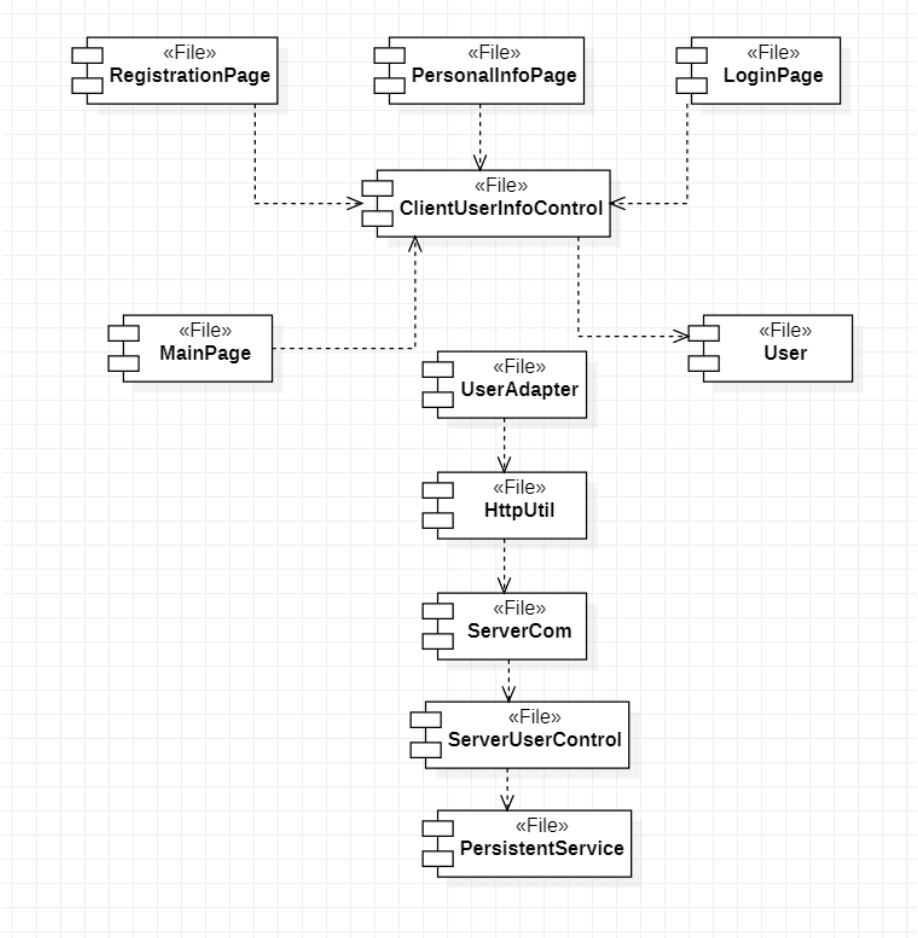 «File»
RegistrationPage
«File»
PersonalInfoPage
«File»
LoginPage
«File»
ClientUserInfoControl
«File»
MainPage
«File»
User
«File»
UserAdapter
«File»
HttpUtil
«File»
ServerCom
«File»
ServerUserControl
«File»
PersistentService